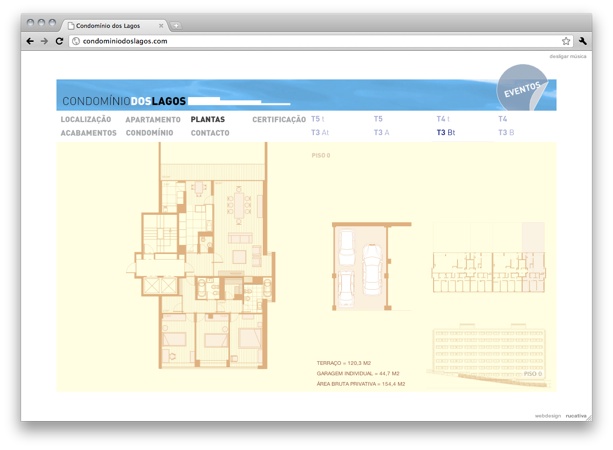 Condomínio dos Lagos
condominiodoslagos.com
desligar música
CONDOMÍNIODOSLAGOS
EVENTOS
LOCALIZAÇÃO APARTAMENTO PLANTAS CERTIFICAÇÃO T5 t T5 T4 t T4
ACABAMENTOS CONDOMÍNIO CONTACTO T3 At T3 A T3 Bt T3 B
PISO 0
TERRAÇO = 120,3 M2
GARAGEM INDIVIDUAL = 44,7 M2
ÁREA BRUTA PRIVATIVA = 154,4 M2
PISO 0
webdesign nucativa